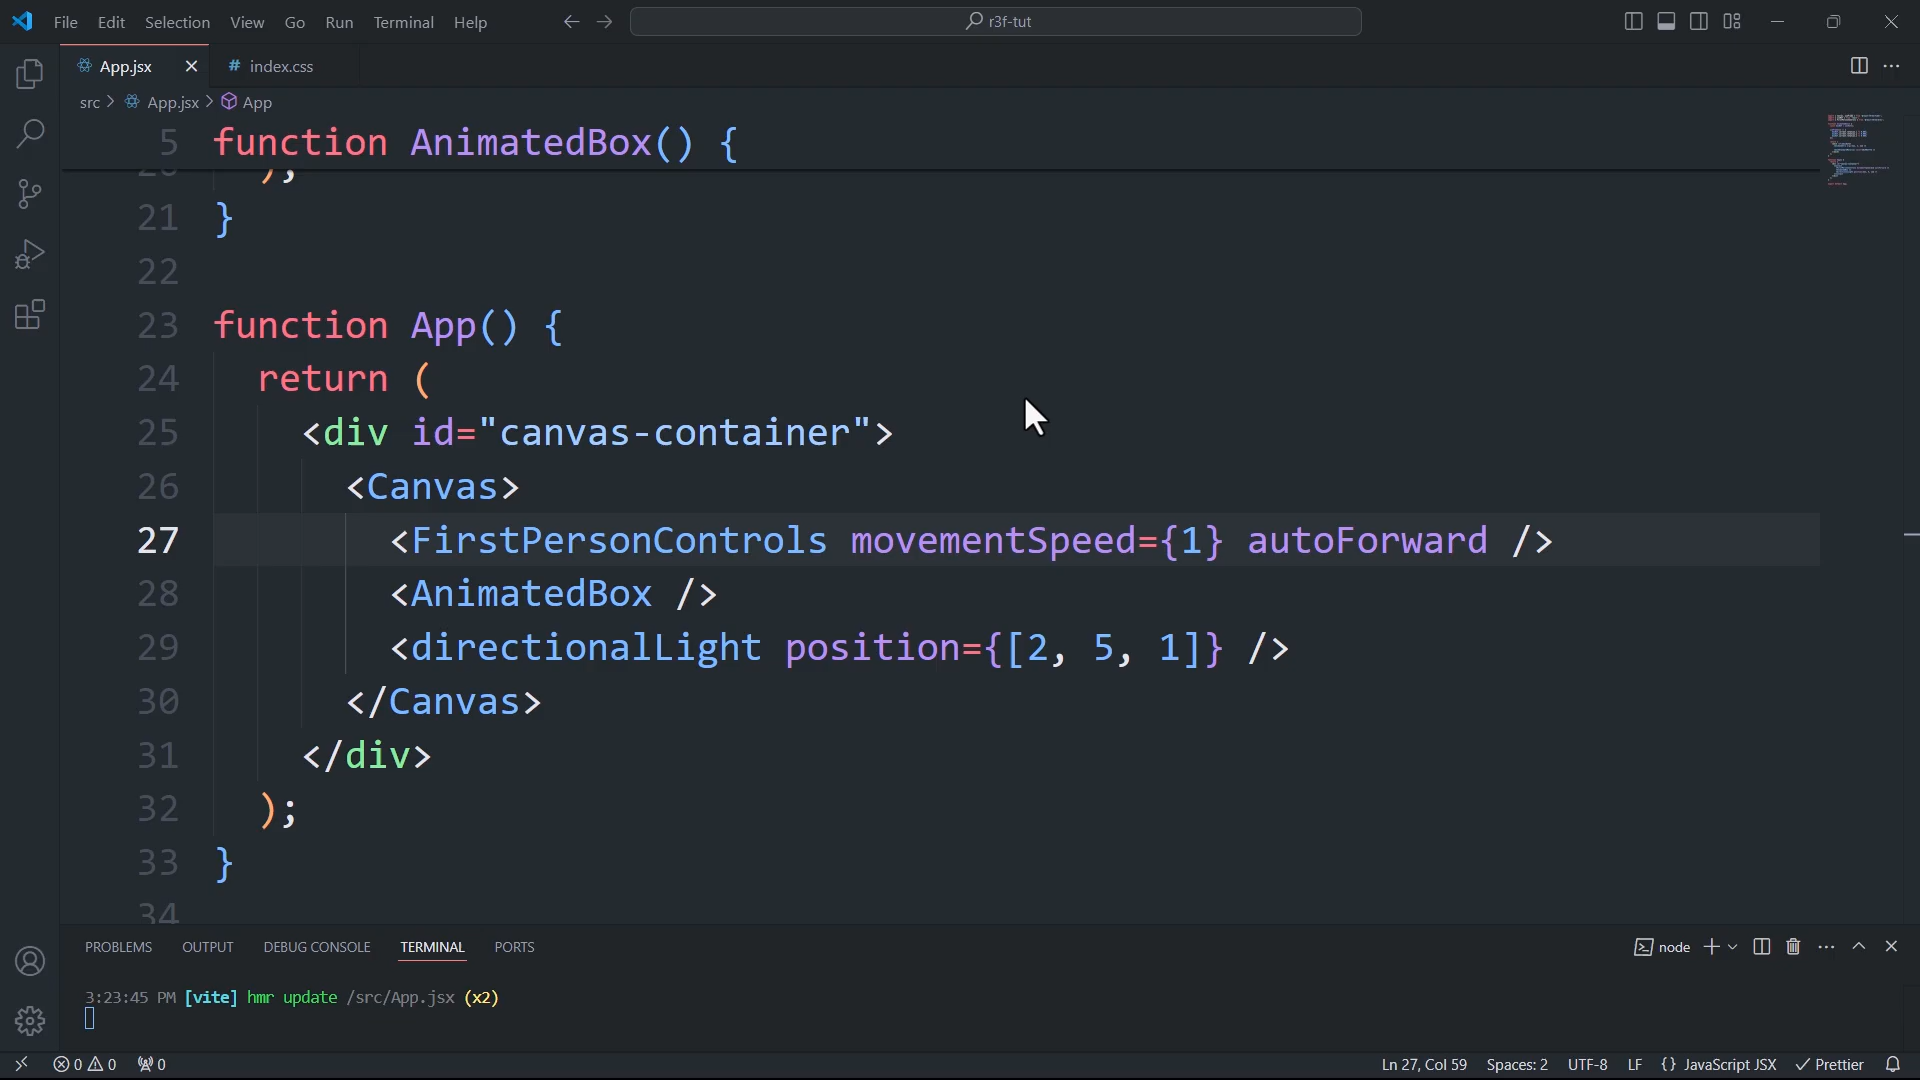 File Edit Selection View Go Run Terminal Help r3f-tut
App.jsx # index.css
src > App.jsx > App
5 function AnimatedBox() {
20 );
21 }
22
23 function App() {
24 return (
25 <div id="canvas-container">
26 <Canvas>
27 <FirstPersonControls movementSpeed={1} autoForward />
28 <AnimatedBox />
29 <directionalLight position={[2, 5, 1]} />
30 </Canvas>
31 </div>
32 );
33 }
34
PROBLEMS OUTPUT DEBUG CONSOLE TERMINAL PORTS node
3:23:45 PM [vite] hmr update /src/App.jsx (x2)
0 0 0 Ln 27, Col 59 Spaces: 2 UTF-8 LF {} JavaScript JSX Prettier